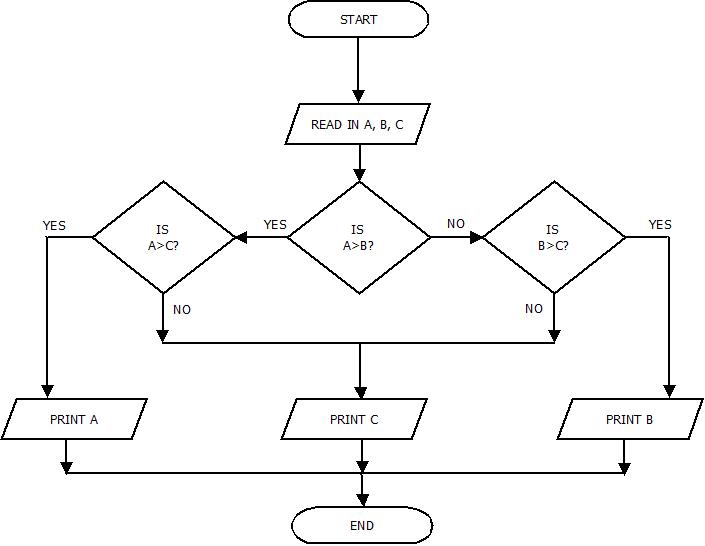 START
READ IN A, B, C
YES
IS
A>C?
YES
IS
A>B?
NO
IS
B>C?
YES
NO
NO
PRINT A
PRINT C
PRINT B
END